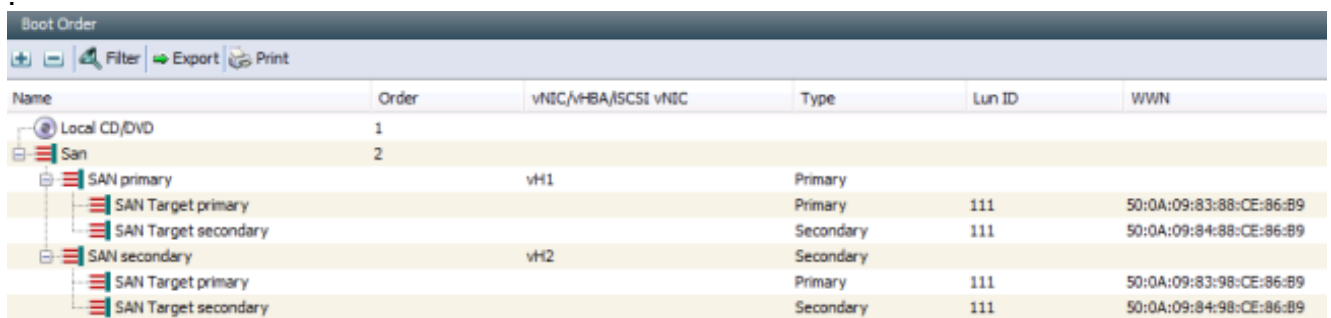 Boot Order
Filter Export Print
Name Order vNIC/vHBA/iSCSI vNIC Type Lun ID WWN
Local CD/DVD 1
San 2
SAN primary vH1 Primary
SAN Target primary Primary 111 50:0A:09:83:88:CE:86:B9
SAN Target secondary Secondary 111 50:0A:09:84:88:CE:86:B9
SAN secondary vH2 Secondary
SAN Target primary Primary 111 50:0A:09:83:98:CE:86:B9
SAN Target secondary Secondary 111 50:0A:09:84:98:CE:86:B9